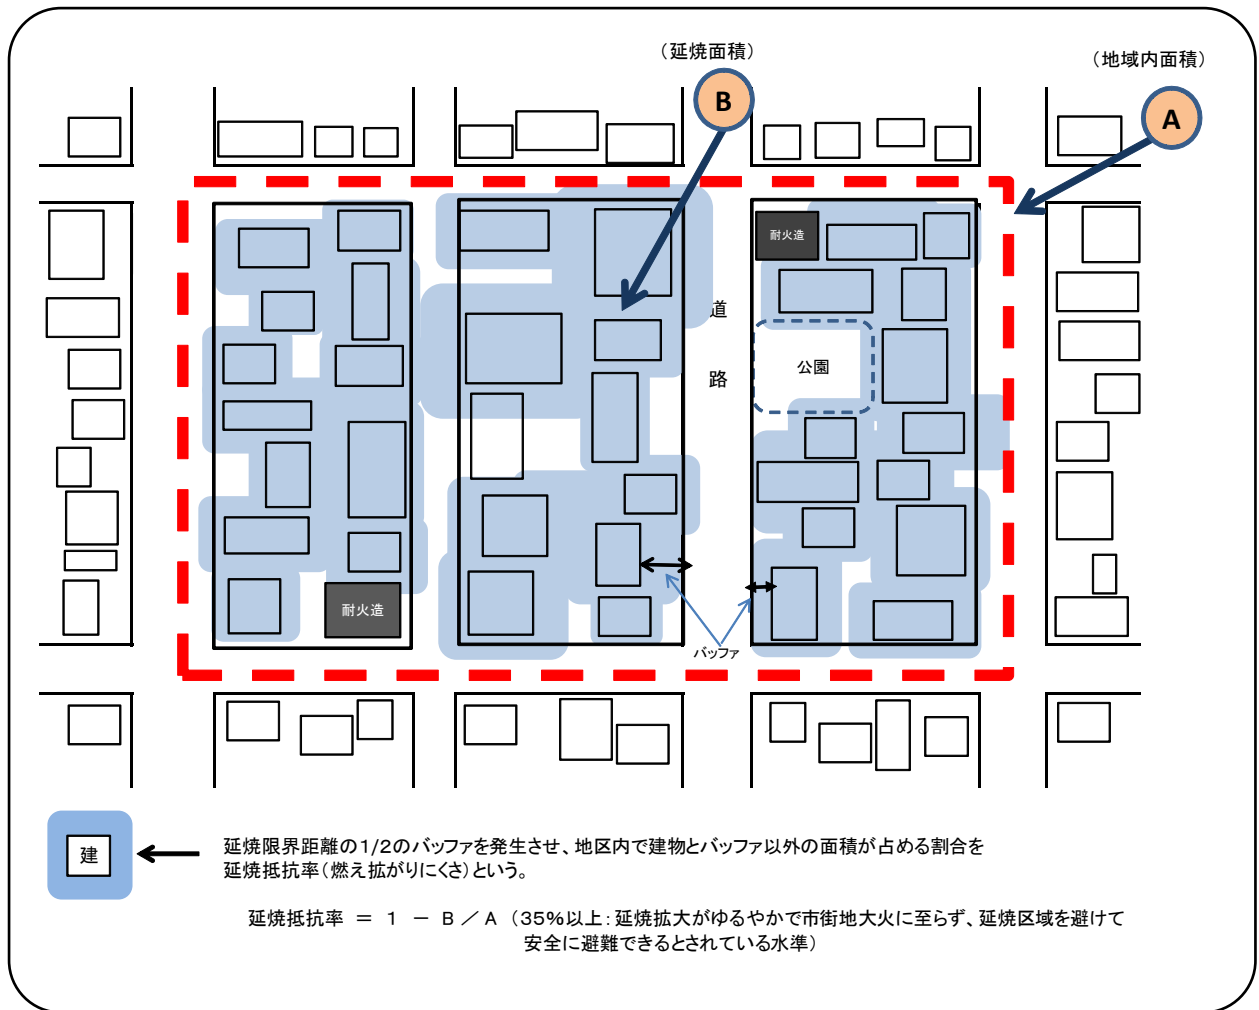 （延焼面積）
（地域内面積）
B
A
耐火造
道
路
公園
耐火造
バッファ
建
延焼限界距離の1/2のバッファを発生させ、地区内で建物とバッファ以外の面積が占める割合を
延焼抵抗率（燃え拡がりにくさ）という。
延焼抵抗率 ＝ 1 － B ／ A （35％以上：延焼拡大がゆるやかで市街地大火に至らず、延焼区域を避けて
安全に避難できるとされている水準）